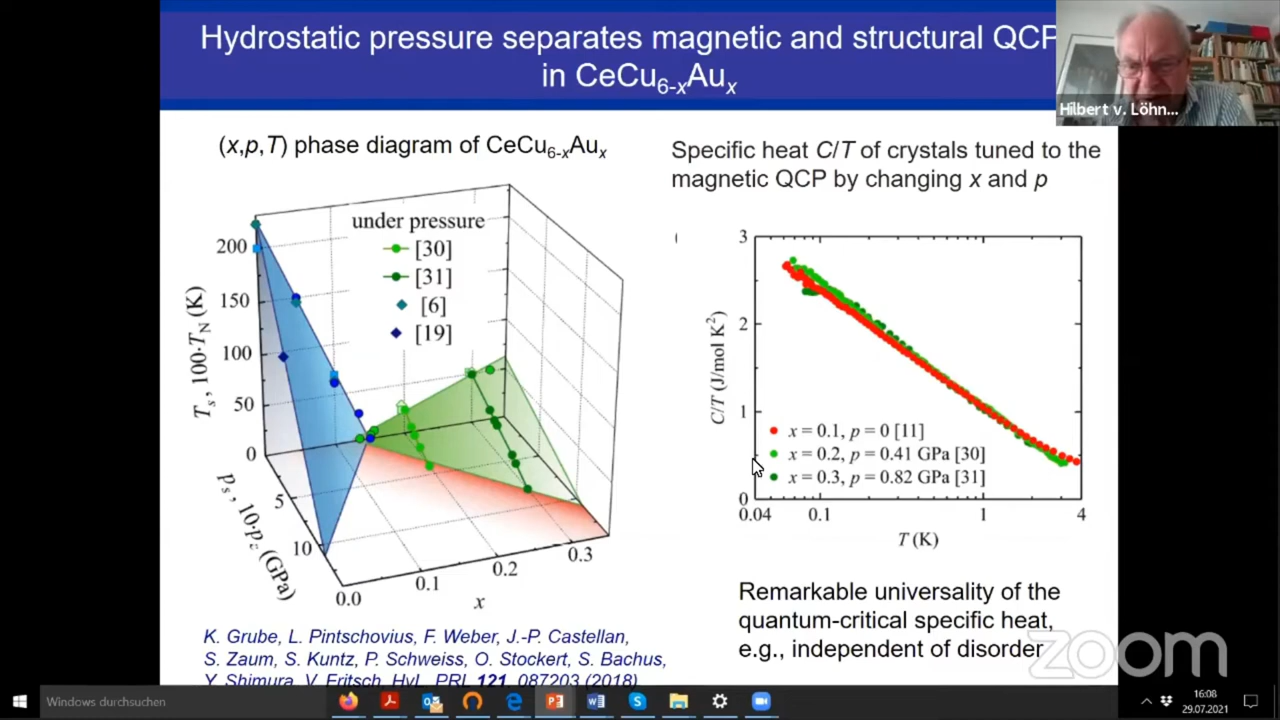 Hydrostatic pressure separates magnetic and structural QCP
in CeCu6-xAux
Hilbert v. Löhn...
(x,p,T) phase diagram of CeCu6-xAux
Specific heat C/T of crystals tuned to the
magnetic QCP by changing x and p
under pressure
[30]
[31]
[6]
[19]
200
150
100
50
0
5
10
Ts, 100·TN (K)
ps, 10·pc (GPa)
0.0
0.1
0.2
0.3
x
3
2
1
0
C/T (J/mol K2)
x = 0.1, p = 0 [11]
x = 0.2, p = 0.41 GPa [30]
x = 0.3, p = 0.82 GPa [31]
0.04
0.1
1
4
T (K)
Remarkable universality of the
quantum-critical specific heat,
e.g., independent of disorder
K. Grube, L. Pintschovius, F. Weber, J.-P. Castellan,
S. Zaum, S. Kuntz, P. Schweiss, O. Stockert, S. Bachus,
Y. Shimura, V. Fritsch, HvL, PRL 121, 087203 (2018)
zoom
Windows durchsuchen
16:08
29.07.2021